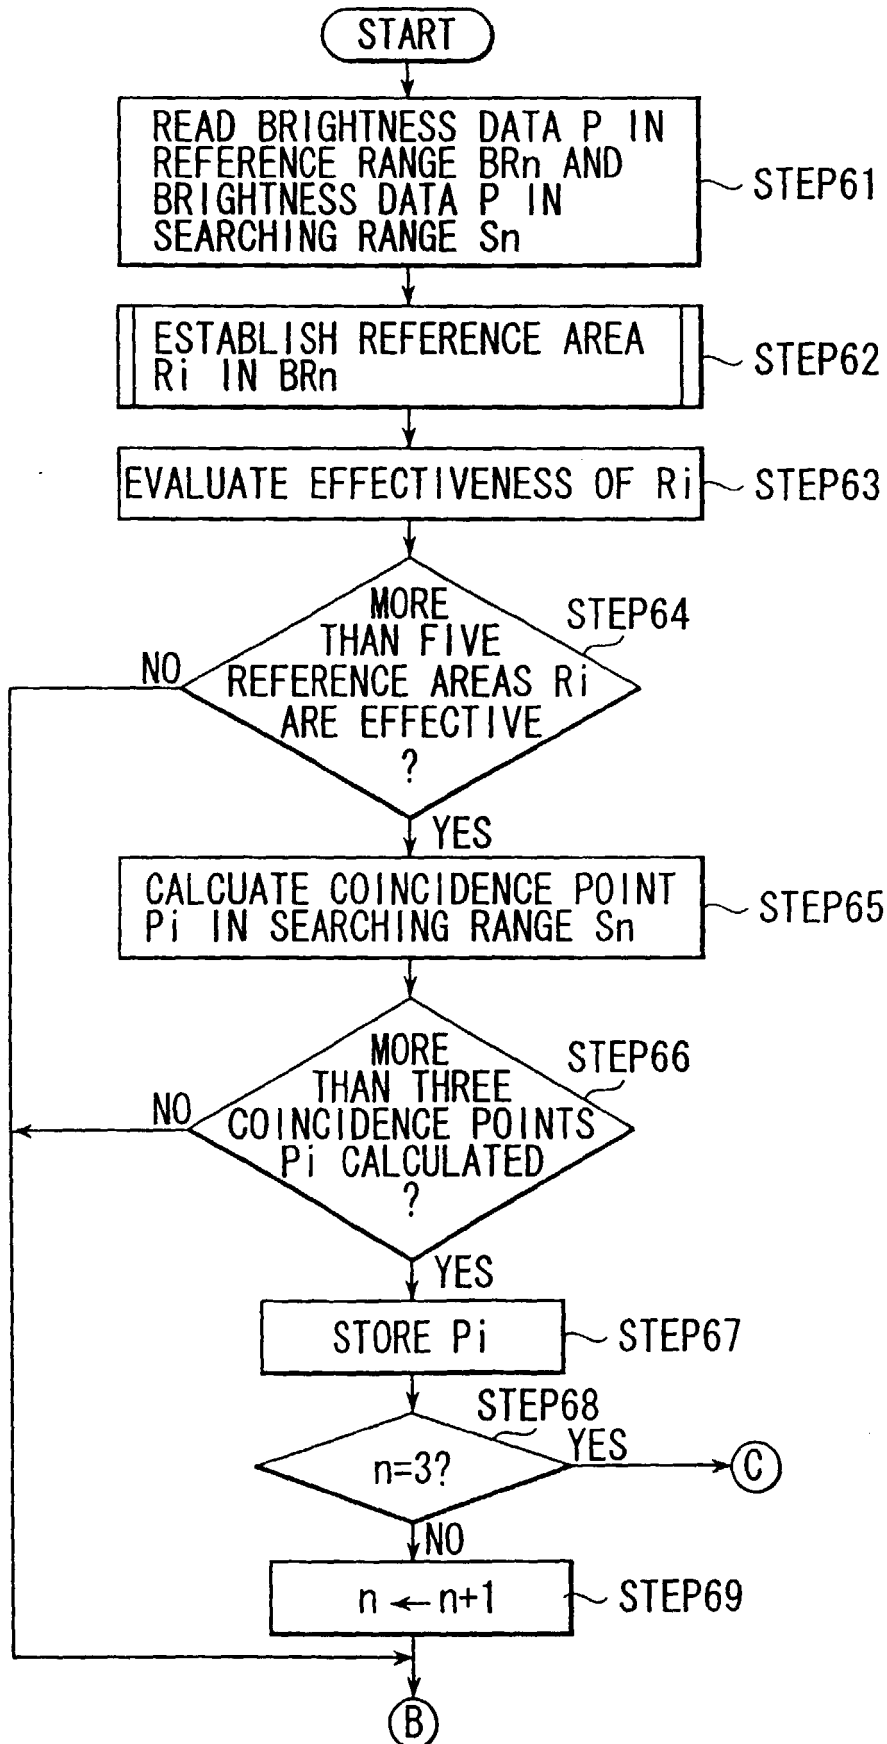 START
READ BRIGHTNESS DATA P IN
REFERENCE RANGE BRn AND
BRIGHTNESS DATA P IN
SEARCHING RANGE Sn
STEP61
ESTABLISH REFERENCE AREA
Ri IN BRn
STEP62
EVALUATE EFFECTIVENESS OF Ri
STEP63
MORE
THAN FIVE
REFERENCE AREAS Ri
ARE EFFECTIVE
?
STEP64
NO
YES
CALCUATE COINCIDENCE POINT
Pi IN SEARCHING RANGE Sn
STEP65
MORE
THAN THREE
COINCIDENCE POINTS
Pi CALCULATED
?
STEP66
NO
YES
STORE Pi
STEP67
STEP68
n=3?
YES
C
NO
n ← n+1
STEP69
B